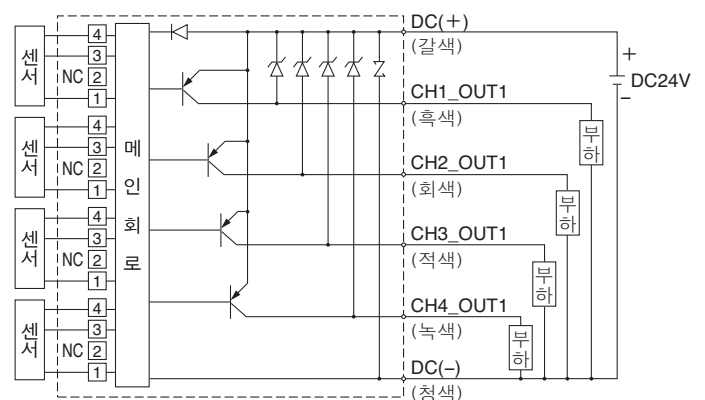 센서
4
3
NC 2
1
센서
4
3
NC 2
1
센서
4
3
NC 2
1
센서
4
3
NC 2
1
메인회로
DC(+)
(갈색)
CH1_OUT1
(흑색)
CH2_OUT1
(회색)
CH3_OUT1
(적색)
CH4_OUT1
(녹색)
DC(–)
(청색)
부하
부하
부하
부하
+
DC24V
–